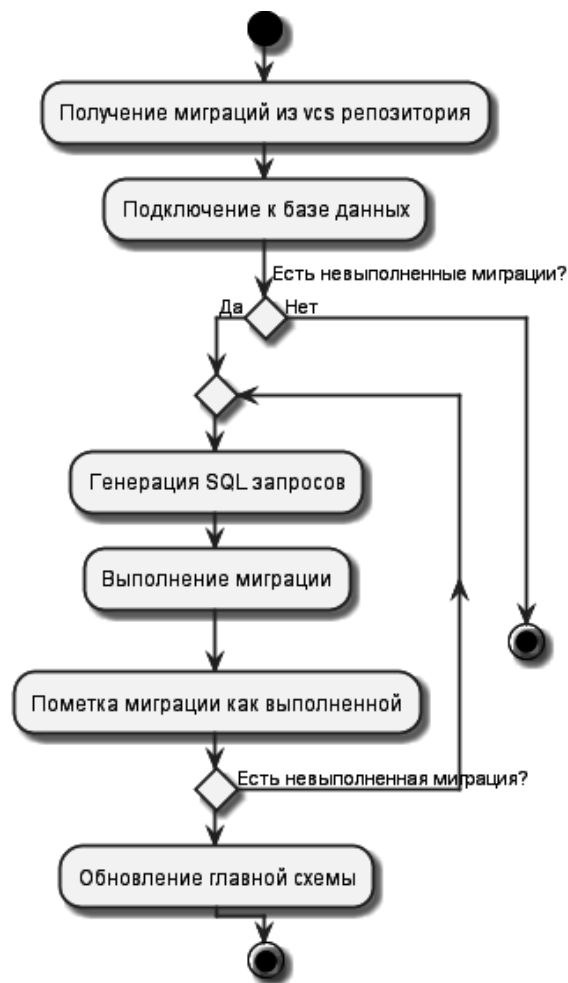 Получение миграций из vcs репозитория
Подключение к базе данных
Есть невыполненные миграции?
Да
Нет
Генерация SQL запросов
Выполнение миграции
Пометка миграции как выполненной
Есть невыполненная миграция?
Обновление главной схемы